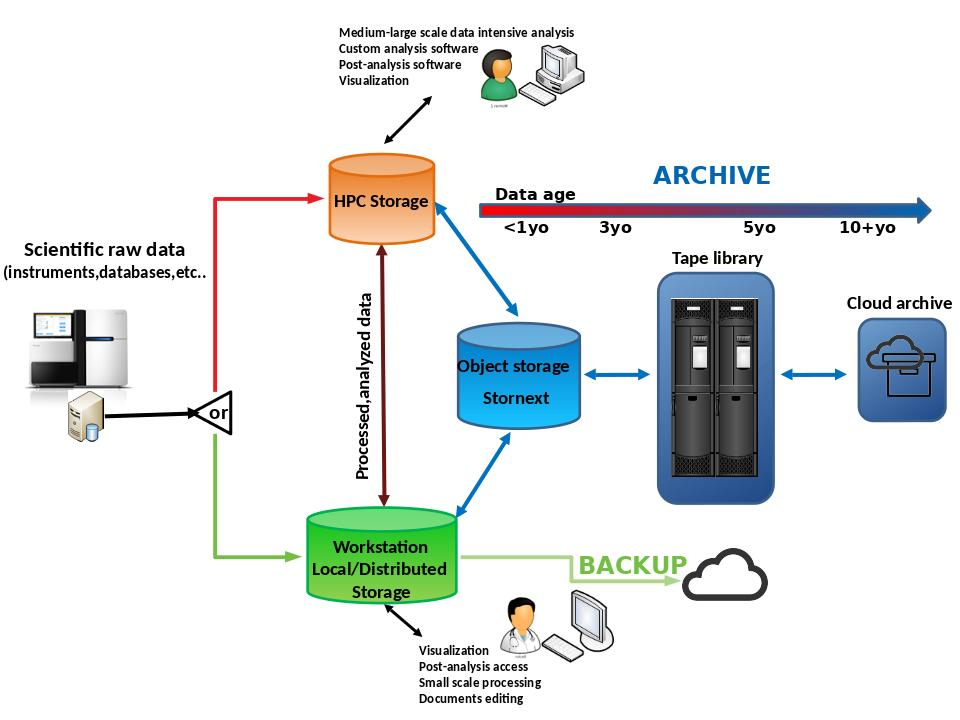 Medium-large scale data intensive analysis
Custom analysis software
Post-analysis software
Visualization
HPC Storage
ARCHIVE
Data age
<1yo 3yo 5yo 10+yo
Scientific raw data
(instruments,databases,etc..
Tape library
Cloud archive
Processed,analyzed data
Object storage
Stornext
or
Workstation
Local/Distributed
Storage
BACKUP
Visualization
Post-analysis access
Small scale processing
Documents editing